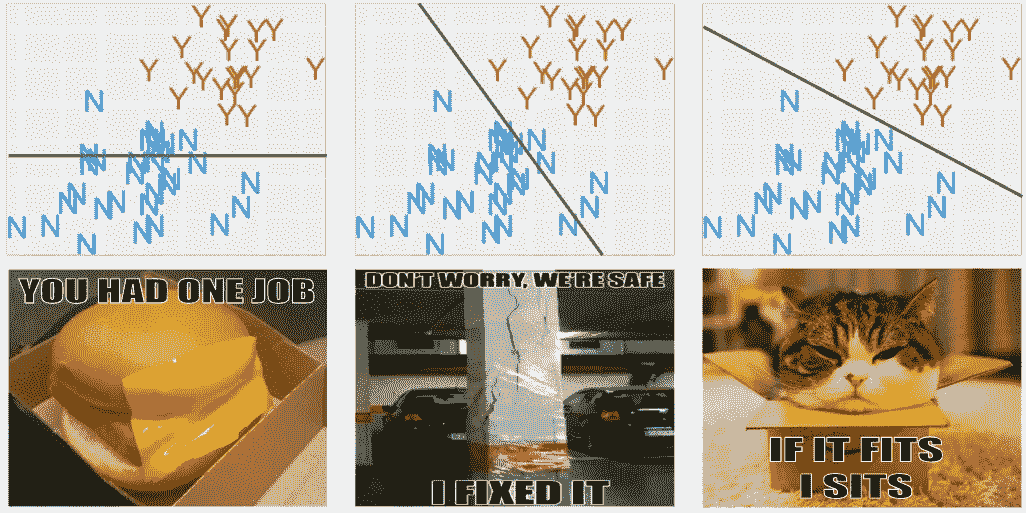 YOU HAD ONE JOB
DON'T WORRY, WE'RE SAFE
I FIXED IT
IF IT FITS
I SITS